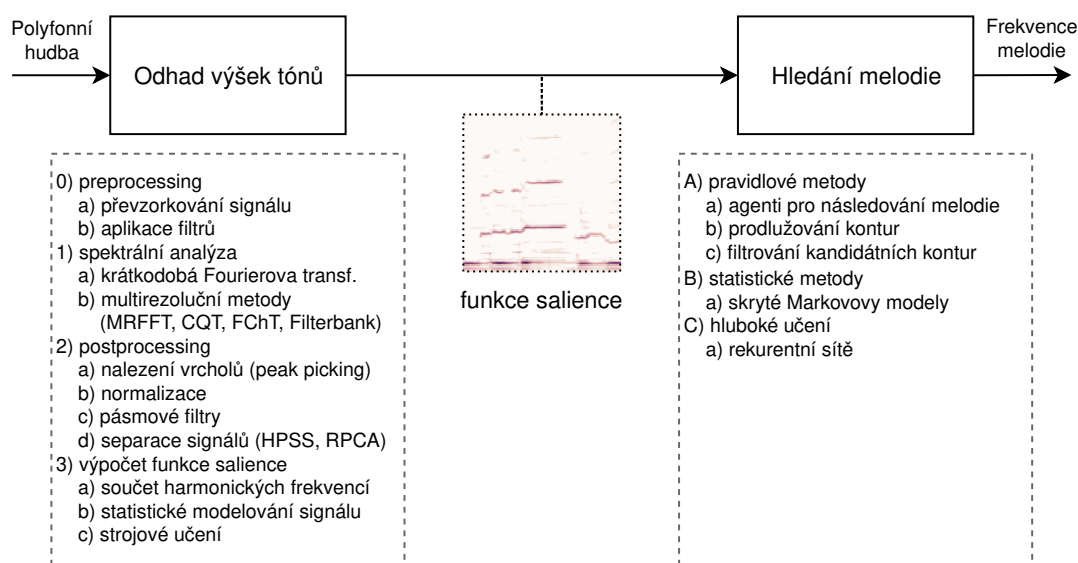 Polyfonní
hudba
Odhad výšek tónů
Hledání melodie
Frekvence
melodie
funkce salience
0) preprocessing
a) převzorkování signálu
b) aplikace filtrů
1) spektrální analýza
a) krátkodobá Fourierova transf.
b) multirezoluční metody
(MRFFT, CQT, FChT, Filterbank)
2) postprocessing
a) nalezení vrcholů (peak picking)
b) normalizace
c) pásmové filtry
d) separace signálů (HPSS, RPCA)
3) výpočet funkce salience
a) součet harmonických frekvencí
b) statistické modelování signálu
c) strojové učení
A) pravidlové metody
a) agenti pro následování melodie
b) prodlužování kontur
c) filtrování kandidátních kontur
B) statistické metody
a) skryté Markovovy modely
C) hluboké učení
a) rekurentní sítě